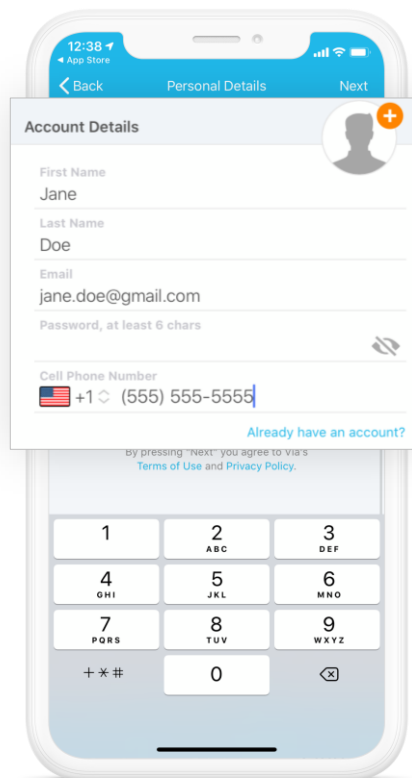 12:38
App Store
Back Personal Details Next
Account Details
First Name
Jane
Last Name
Doe
Email
jane.doe@gmail.com
Password, at least 6 chars
Cell Phone Number
+1 (555) 555-5555
Already have an account?
By pressing "Next" you agree to Via's
Terms of Use and Privacy Policy.
1 2 3
ABC DEF
4 5 6
GHI JKL MNO
7 8 9
PQRS TUV WXYZ
+*# 0